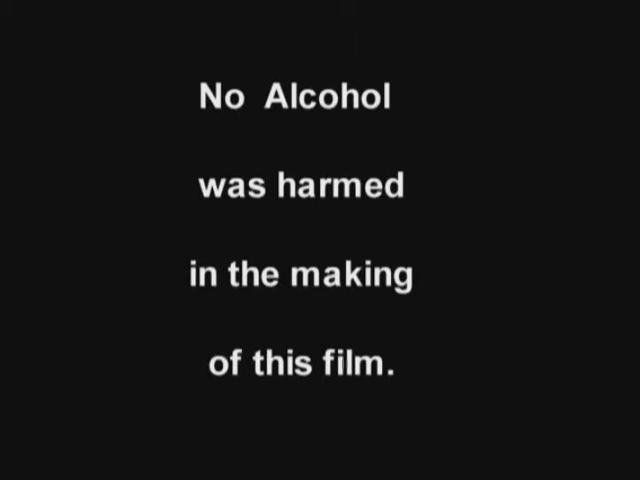 No Alcohol
was harmed
in the making
of this film.